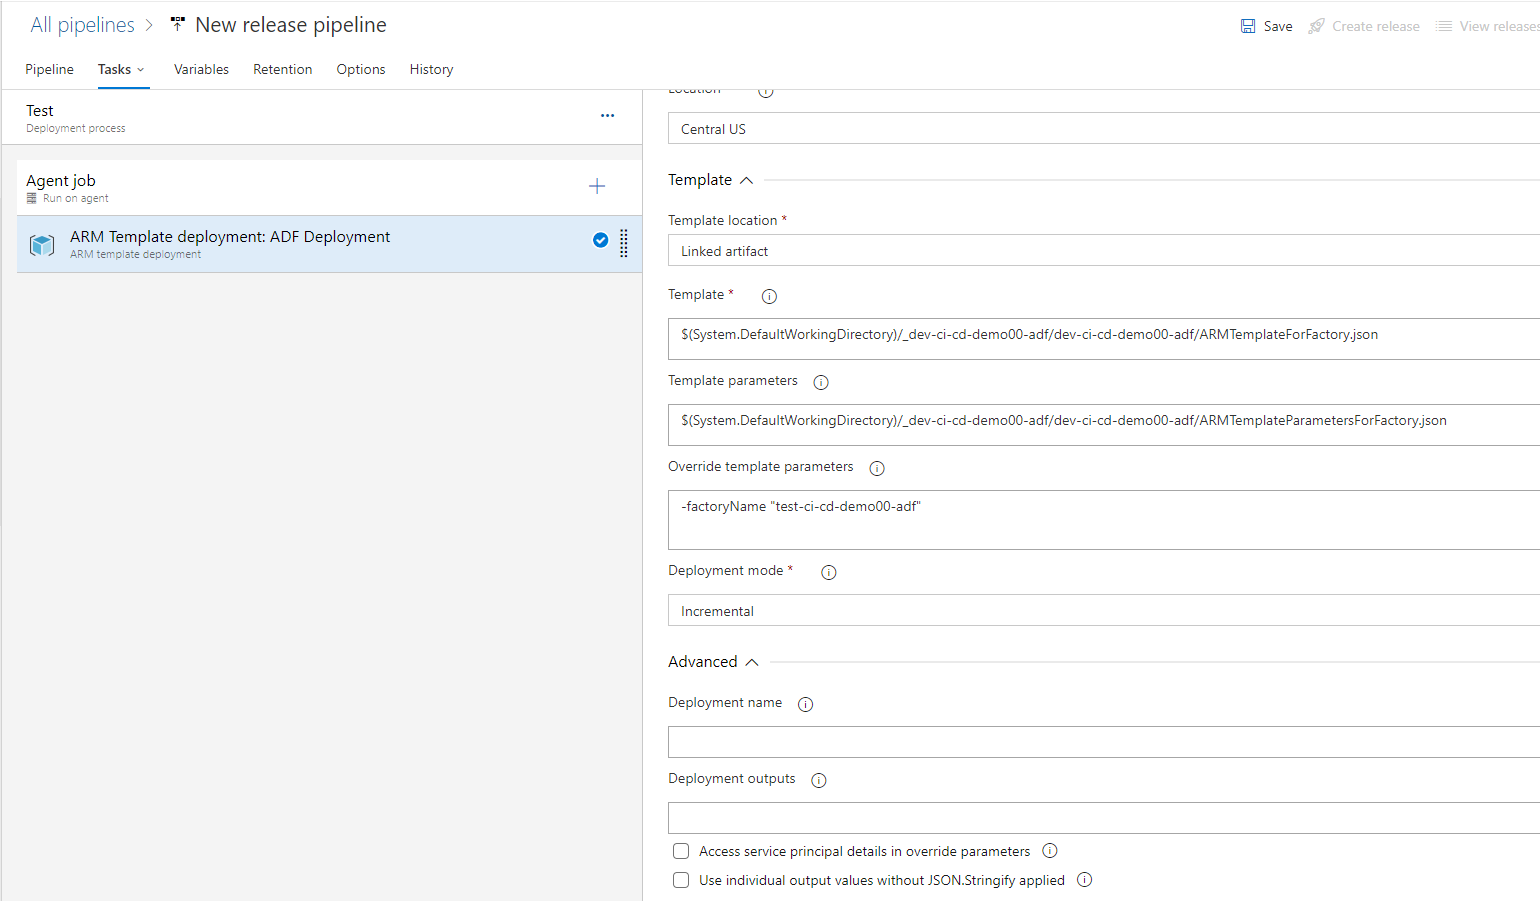 All pipelines > New release pipeline
Save
Create release
View releases
Pipeline
Tasks
Variables
Retention
Options
History
Test
Deployment process
Agent job
Run on agent
ARM Template deployment: ADF Deployment
ARM template deployment
Location
Central US
Template
Template location *
Linked artifact
Template *
$(System.DefaultWorkingDirectory)/_dev-ci-cd-demo00-adf/dev-ci-cd-demo00-adf/ARMTemplateForFactory.json
Template parameters
$(System.DefaultWorkingDirectory)/_dev-ci-cd-demo00-adf/dev-ci-cd-demo00-adf/ARMTemplateParametersForFactory.json
Override template parameters
-factoryName "test-ci-cd-demo00-adf"
Deployment mode *
Incremental
Advanced
Deployment name
Deployment outputs
Access service principal details in override parameters
Use individual output values without JSON.Stringify applied